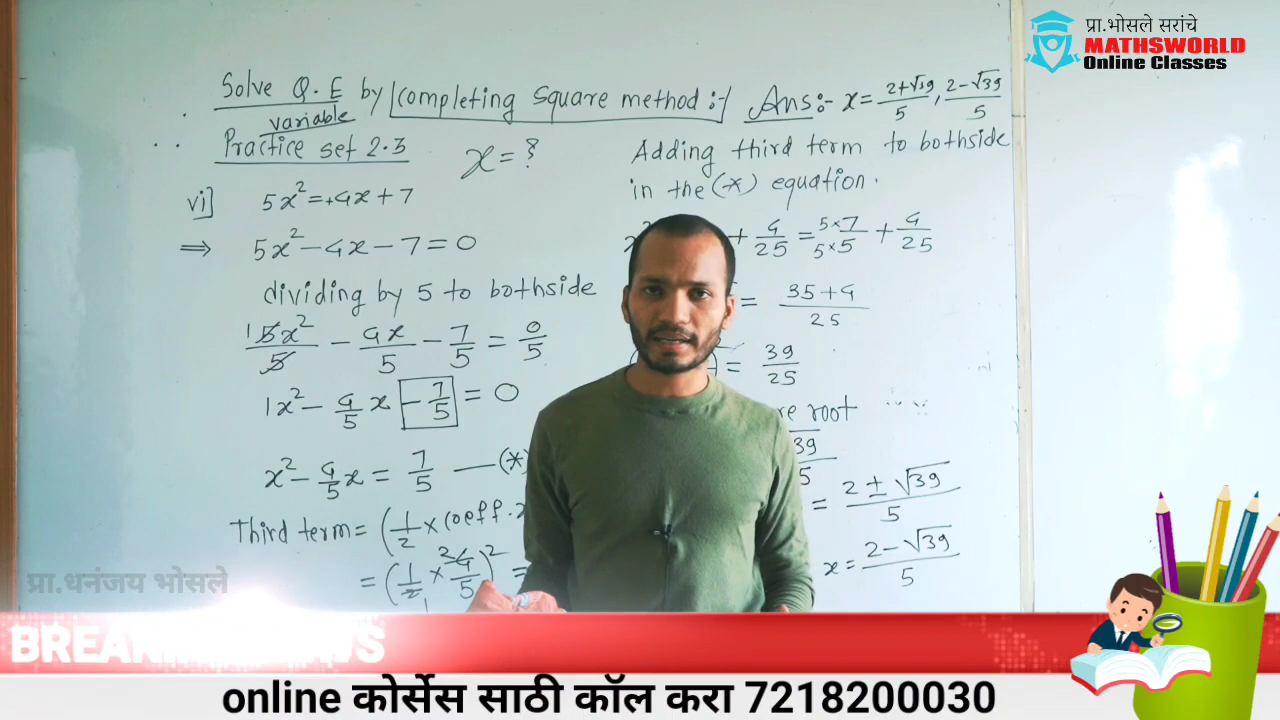 प्रा.भोसले सरांचे
MATHSWORLD
Online Classes
Solve Q.E by completing square method :-
variable
Practice set 2.3 x = ?
vi] 5x² = +4x + 7
⇒ 5x² - 4x - 7 = 0
dividing by 5 to bothside
1 5x²/5 - 4x/5 - 7/5 = 0/5
1x² - 4/5 x - 7/5 = 0
x² - 4/5 x = 7/5 — (*)
Third term = (1/2 × coeff. x
= (1/2 × 2 4/5)² =
1
Ans :- x = 2+√39/5 , 2-√39/5
Adding third term to bothside
in the (*) equation.
+ 4/25 = 5×7/5×5 + 4/25
= 35+4/25
= 39/25
re root
39
5
= 2 ± √39/5
x = 2-√39/5
प्रा.धनंजय भोसले
BREAKING NEWS
online कोर्सेस साठी कॉल करा 7218200030